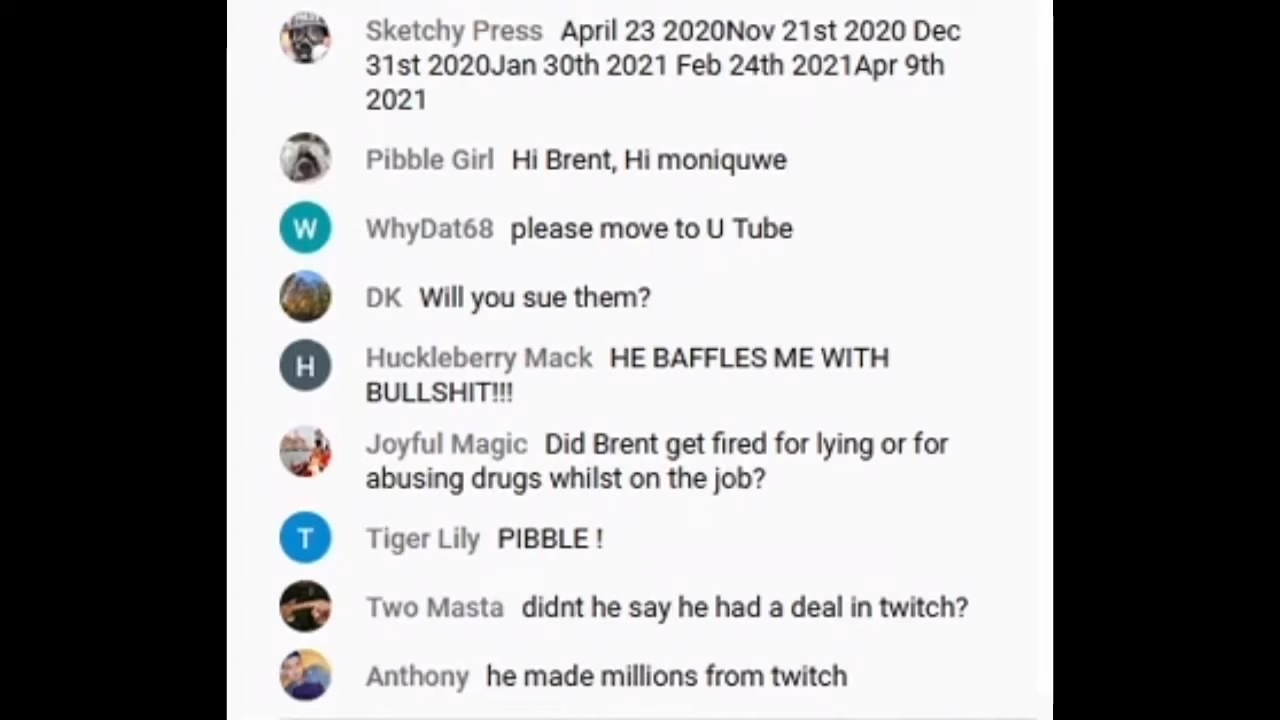 Sketchy Press April 23 2020Nov 21st 2020 Dec
31st 2020Jan 30th 2021 Feb 24th 2021Apr 9th
2021
Pibble Girl Hi Brent, Hi moniquwe
W WhyDat68 please move to U Tube
DK Will you sue them?
H Huckleberry Mack HE BAFFLES ME WITH
BULLSHIT!!!
Joyful Magic Did Brent get fired for lying or for
abusing drugs whilst on the job?
T Tiger Lily PIBBLE !
Two Masta didnt he say he had a deal in twitch?
Anthony he made millions from twitch